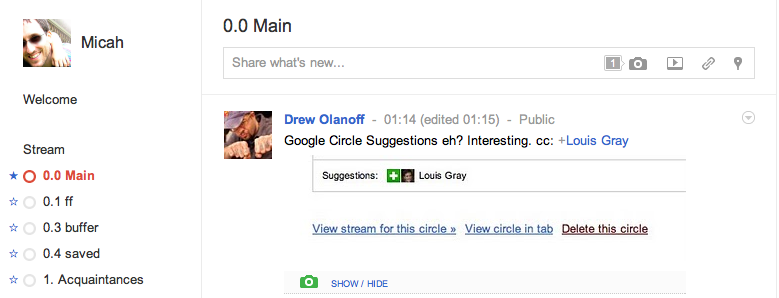 Micah
Welcome
Stream
0.0 Main
0.1 ff
0.3 buffer
0.4 saved
1. Acquaintances
0.0 Main
Share what's new...
1
Drew Olanoff - 01:14 (edited 01:15) - Public
Google Circle Suggestions eh? Interesting. cc: +Louis Gray
Suggestions: Louis Gray
View stream for this circle » View circle in tab Delete this circle
SHOW / HIDE